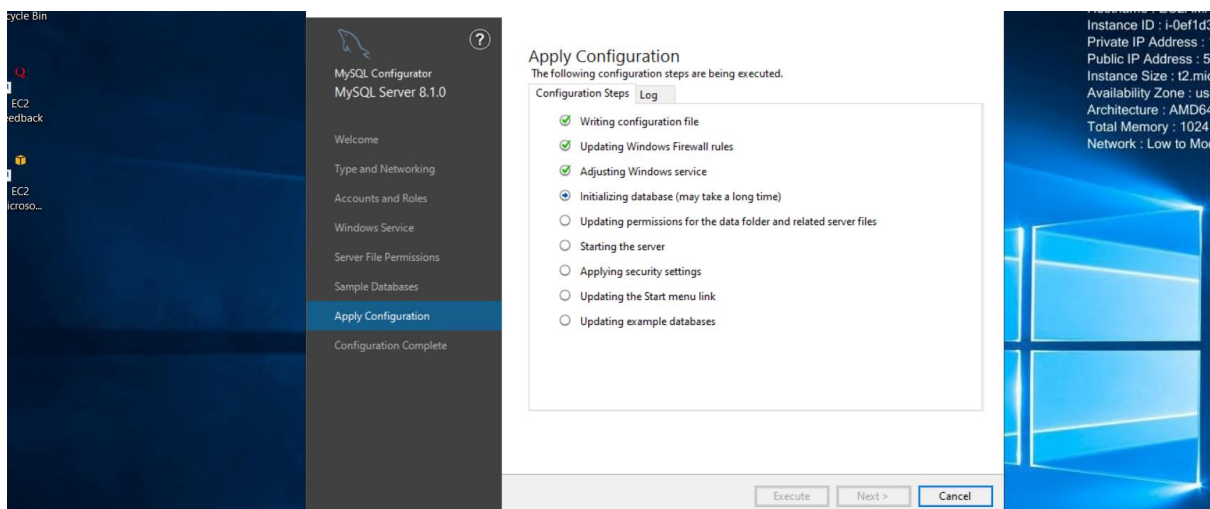 cycle Bin
EC2
EC2
MySQL Configurator
MySQL Server 8.1.0
Welcome
Type and Networking
Accounts and Roles
Windows Service
Server File Permissions
Sample Databases
Apply Configuration
Configuration Complete
?
Apply Configuration
The following configuration steps are being executed.
Configuration Steps Log
Writing configuration file
Updating Windows Firewall rules
Adjusting Windows service
Initializing database (may take a long time)
Updating permissions for the data folder and related server files
Starting the server
Applying security settings
Updating the Start menu link
Updating example databases
Execute Next > Cancel
Instance ID : i-0ef1d3
Private IP Address :
Public IP Address : 5
Instance Size : t2.mic
Availability Zone : us
Architecture : AMD64
Total Memory : 1024
Network : Low to Mo